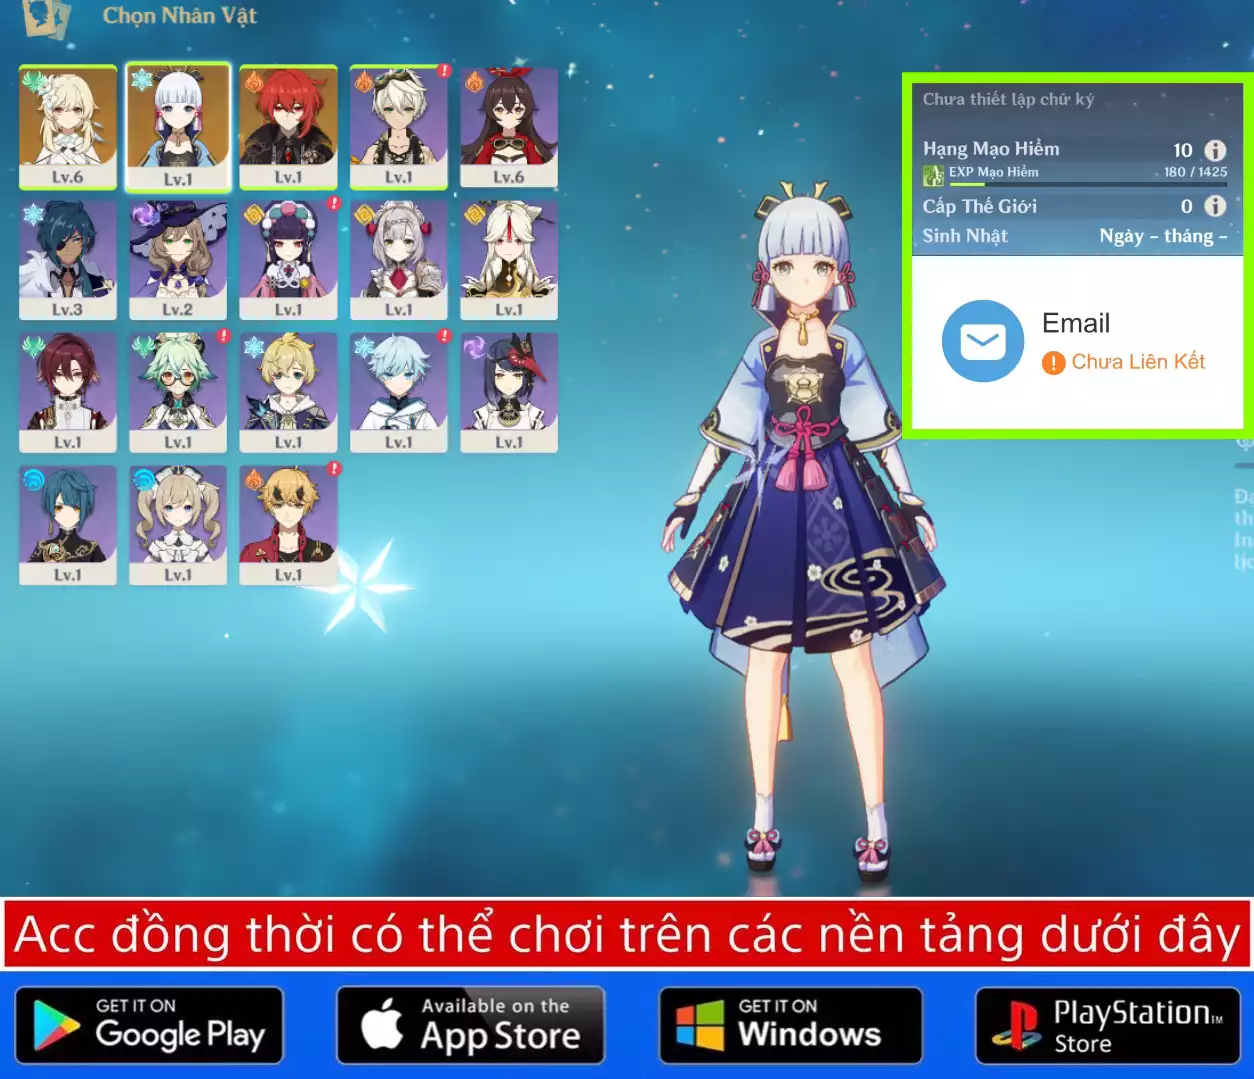 Chọn Nhân Vật
Lv.6
Lv.1
Lv.1
Lv.1
Lv.6
Lv.3
Lv.2
Lv.1
Lv.1
Lv.1
Lv.1
Lv.1
Lv.1
Lv.1
Lv.1
Lv.1
Lv.1
Lv.1
Chưa thiết lập chữ ký
Hạng Mạo Hiểm 10
EXP Mạo Hiểm 180 / 1425
Cấp Thế Giới 0
Sinh Nhật Ngày - tháng -
Email
Chưa Liên Kết
Acc đồng thời có thể chơi trên các nền tảng dưới đây
GET IT ON
Google Play
Available on the
App Store
GET IT ON
Windows
PlayStation™
Store